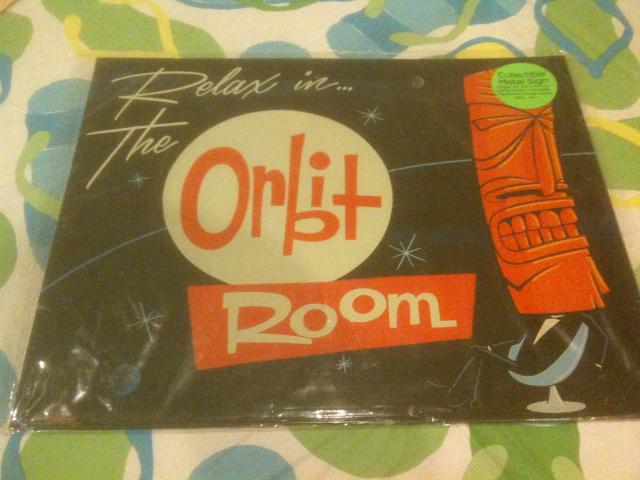 Relax in...
The
Orbit
Room
Collectible
Metal Sign